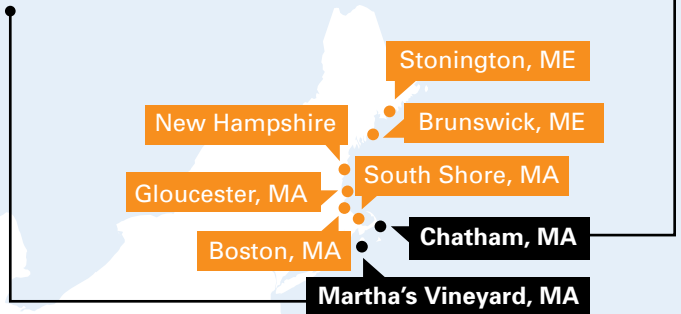 Stonington, ME
New Hampshire
Brunswick, ME
South Shore, MA
Gloucester, MA
Chatham, MA
Boston, MA
Martha’s Vineyard, MA